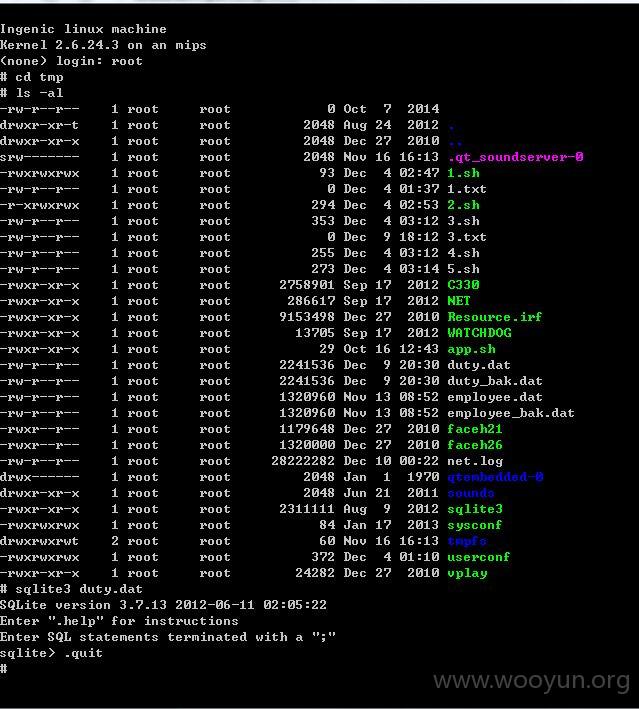 Ingenic linux machine
Kernel 2.6.24.3 on an mips
(none) login: root
# cd tmp
# ls -al
-rw-r--r-- 1 root root 0 Oct 7 2014
drwxr-xr-t 1 root root 2048 Aug 24 2012 .
drwxr-xr-x 1 root root 2048 Dec 27 2010 ..
srw------- 1 root root 2048 Nov 16 16:13 .qt_soundserver-0
-rwxrwxrwx 1 root root 93 Dec 4 02:47 1.sh
-rw-r--r-- 1 root root 0 Dec 4 01:37 1.txt
-r-xrwxrwx 1 root root 294 Dec 4 02:53 2.sh
-rw-r--r-- 1 root root 353 Dec 4 03:12 3.sh
-rw-r--r-- 1 root root 0 Dec 9 18:12 3.txt
-rw-r--r-- 1 root root 255 Dec 4 03:12 4.sh
-rw-r--r-- 1 root root 273 Dec 4 03:14 5.sh
-rwxr-xr-x 1 root root 2758901 Sep 17 2012 C330
-rwxr-xr-x 1 root root 286617 Sep 17 2012 NET
-rwxr-xr-x 1 root root 9153498 Dec 27 2010 Resource.irf
-rwxr-xr-x 1 root root 13705 Sep 17 2012 WATCHDOG
-rwxr-xr-x 1 root root 29 Oct 16 12:43 app.sh
-rw-r--r-- 1 root root 2241536 Dec 9 20:30 duty.dat
-rw-r--r-- 1 root root 2241536 Dec 9 20:30 duty_bak.dat
-rw-r--r-- 1 root root 1320960 Nov 13 08:52 employee.dat
-rw-r--r-- 1 root root 1320960 Nov 13 08:52 employee_bak.dat
-rwxr--r-- 1 root root 1179648 Dec 27 2010 faceh21
-rwxr-xr-x 1 root root 1320000 Dec 27 2010 faceh26
-rw-r--r-- 1 root root 28222282 Dec 10 00:22 net.log
drwx------ 1 root root 2048 Jan 1 1970 qtembedded-0
drwxr-xr-x 1 root root 2048 Jun 21 2011 sounds
-rwxrwxr-x 1 root root 2311111 Aug 9 2012 sqlite3
-rwxrwxrwx 1 root root 84 Jan 17 2013 sysconf
drwxrwxrwt 2 root root 60 Nov 16 16:13 tmpfs
-rwxrwxrwx 1 root root 372 Dec 4 01:10 userconf
-rwxr-xr-x 1 root root 24282 Dec 27 2010 vplay
# sqlite3 duty.dat
SQLite version 3.7.13 2012-06-11 02:05:22
Enter ".help" for instructions
Enter SQL statements terminated with a ";"
sqlite> .quit
#
www.wooyun.org